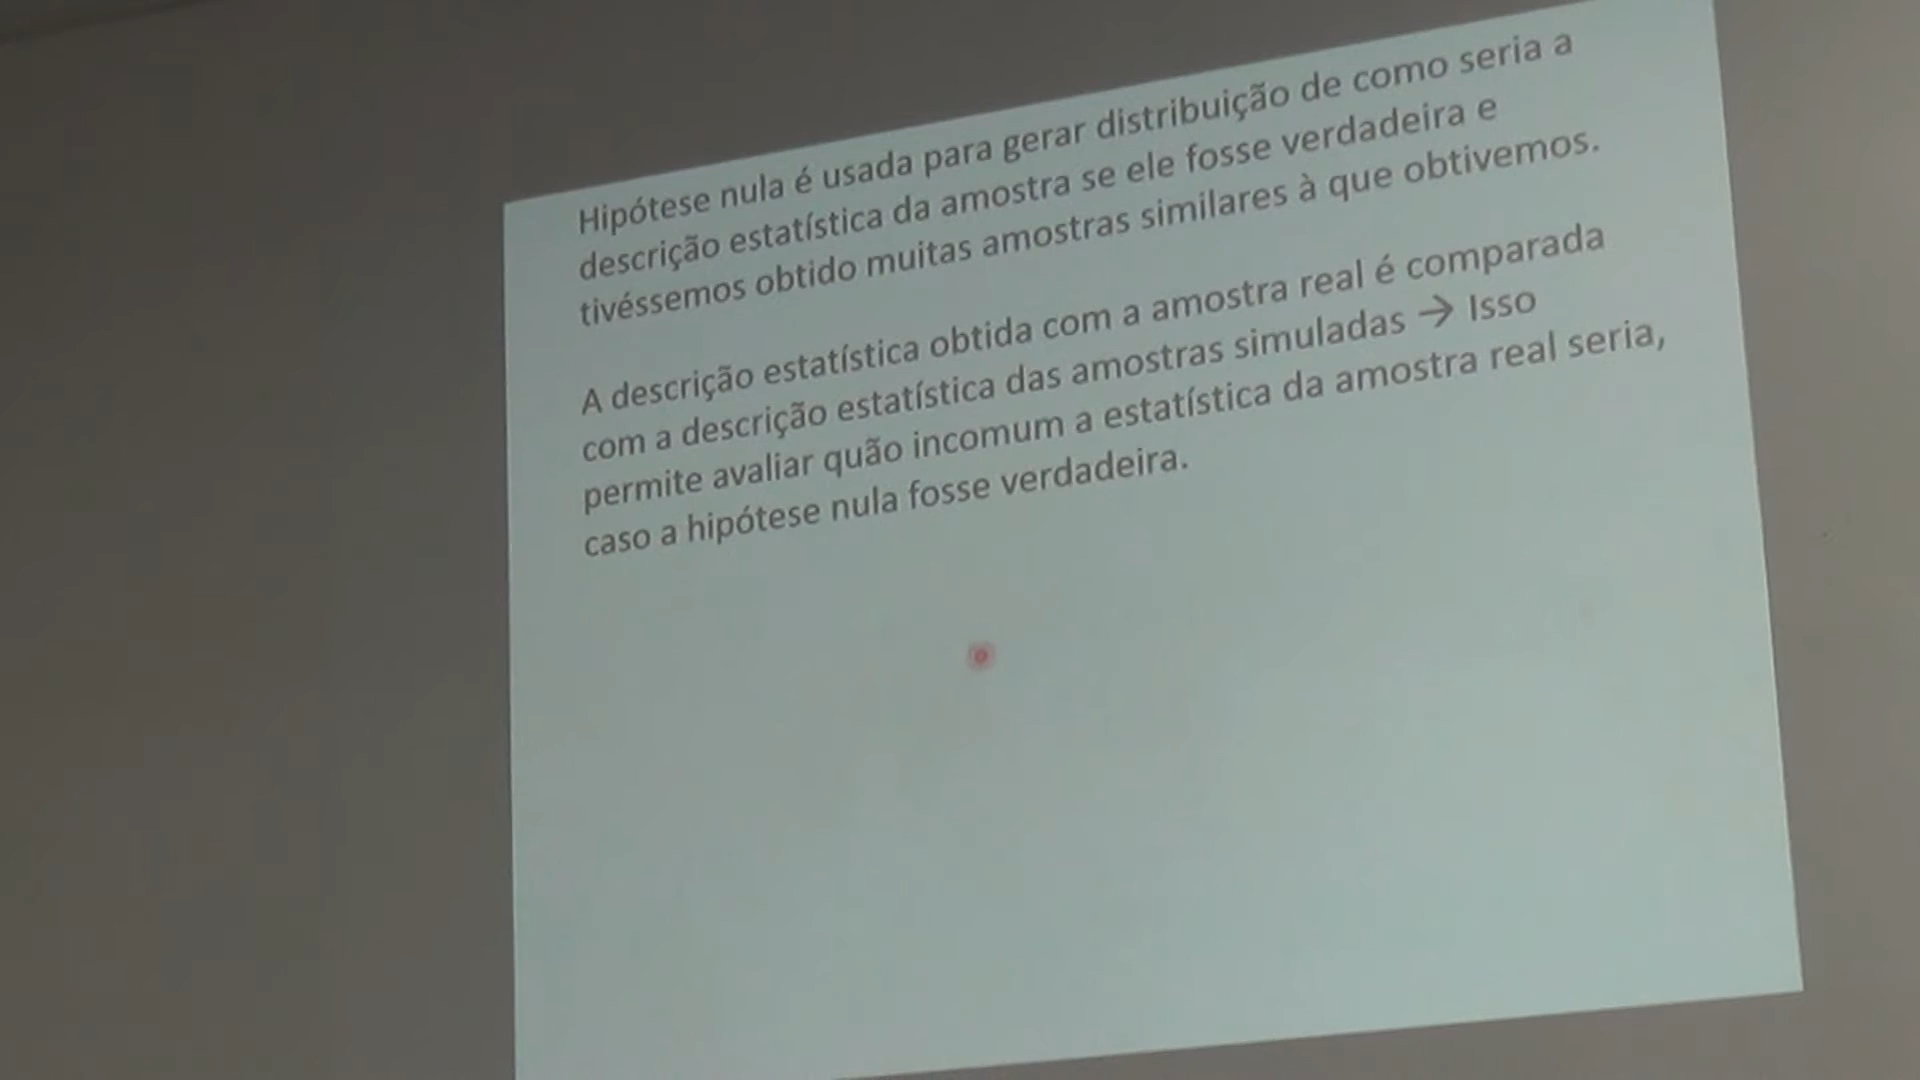 Hipótese nula é usada para gerar distribuição de como seria a
descrição estatística da amostra se ele fosse verdadeira e
tivéssemos obtido muitas amostras similares à que obtivemos.
A descrição estatística obtida com a amostra real é comparada
com a descrição estatística das amostras simuladas → Isso
permite avaliar quão incomum a estatística da amostra real seria,
caso a hipótese nula fosse verdadeira.